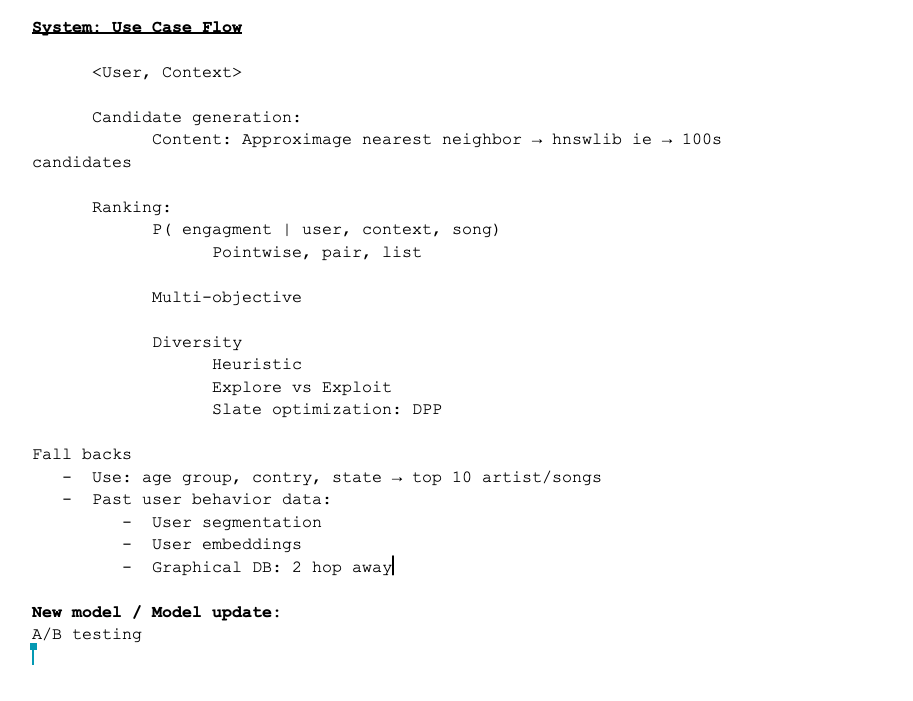 System: Use Case Flow
<User, Context>
Candidate generation:
Content: Approximage nearest neighbor → hnswlib ie → 100s
candidates
Ranking:
P( engagment | user, context, song)
Pointwise, pair, list
Multi-objective
Diversity
Heuristic
Explore vs Exploit
Slate optimization: DPP
Fall backs
- Use: age group, contry, state → top 10 artist/songs
- Past user behavior data:
- User segmentation
- User embeddings
- Graphical DB: 2 hop away
New model / Model update:
A/B testing